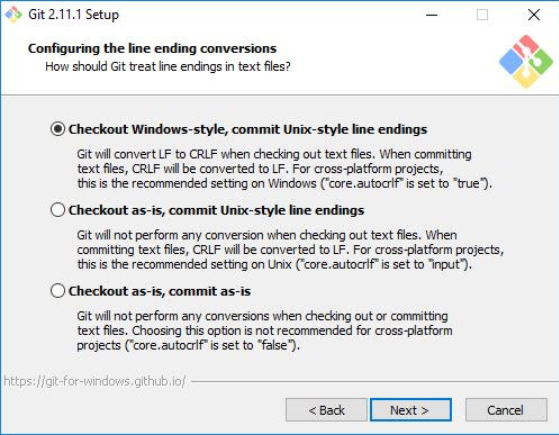 Git 2.11.1 Setup
Configuring the line ending conversions
How should Git treat line endings in text files?
Checkout Windows-style, commit Unix-style line endings
Git will convert LF to CRLF when checking out text files. When committing
text files, CRLF will be converted to LF. For cross-platform projects,
this is the recommended setting on Windows ("core.autocrlf" is set to "true").
Checkout as-is, commit Unix-style line endings
Git will not perform any conversion when checking out text files. When
committing text files, CRLF will be converted to LF. For cross-platform projects,
this is the recommended setting on Unix ("core.autocrlf" is set to "input").
Checkout as-is, commit as-is
Git will not perform any conversions when checking out or committing
text files. Choosing this option is not recommended for cross-platform
projects ("core.autocrlf" is set to "false").
https://git-for-windows.github.io/
< Back Next > Cancel